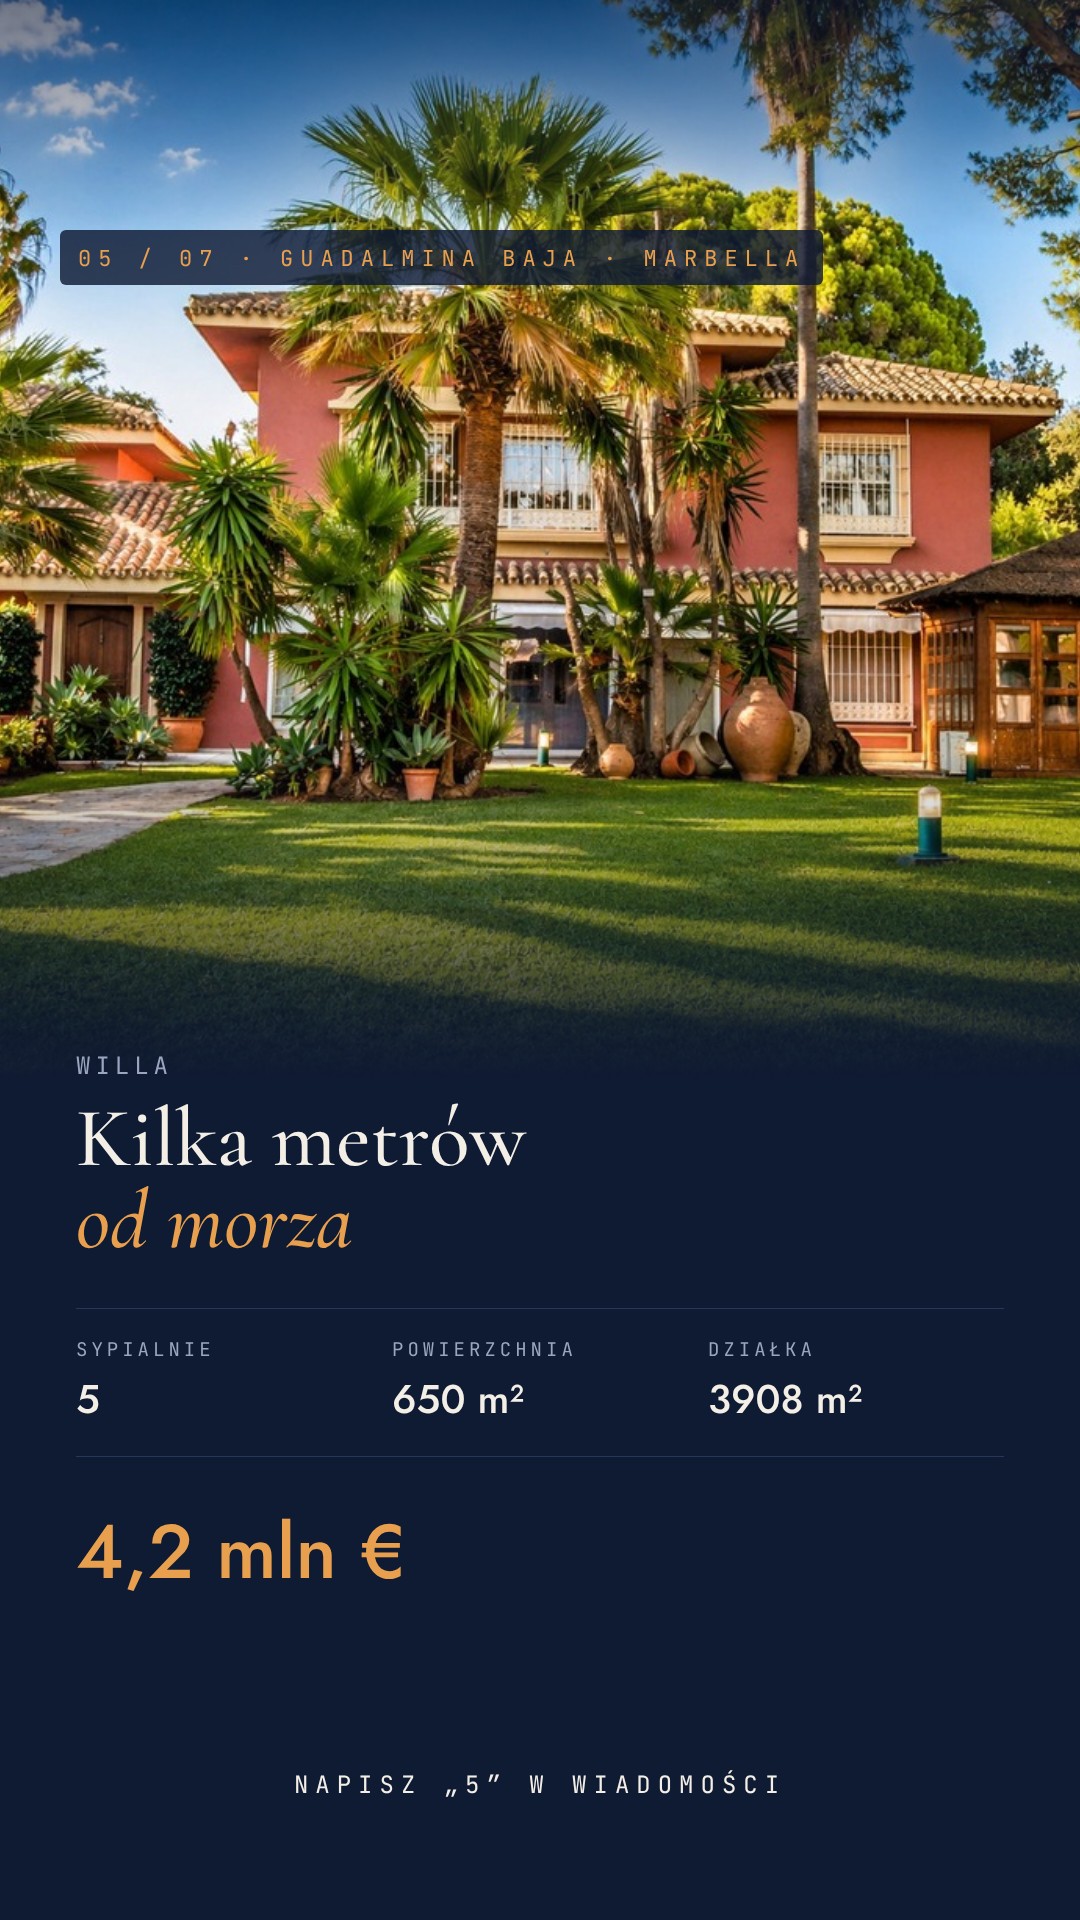 05 / 07 · GUADALMINA BAJA · MARBELLA
WILLA
Kilka metrów
od morza
SYPIALNIE POWIERZCHNIA DZIAŁKA
5 650 m² 3908 m²
4,2 mln €
NAPISZ „5” W WIADOMOŚCI